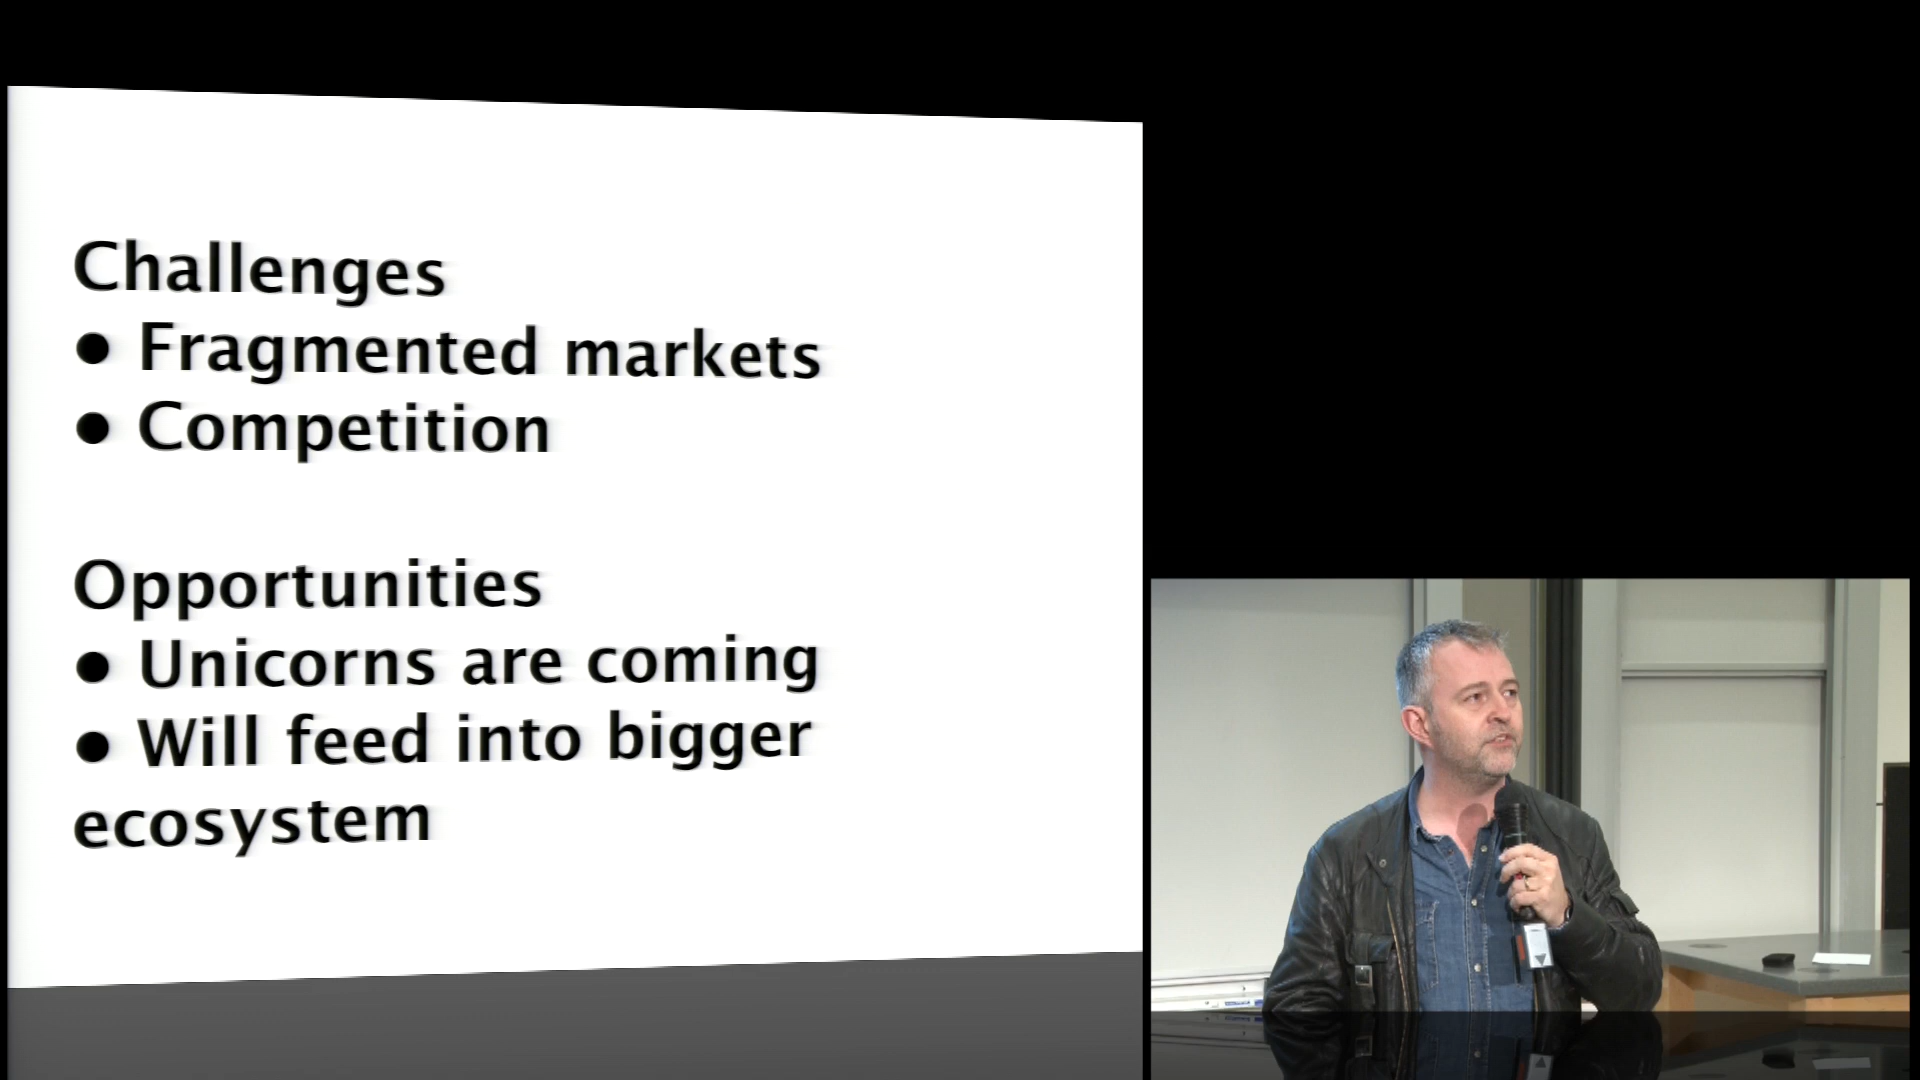 Challenges
● Fragmented markets
● Competition
Opportunities
● Unicorns are coming
● Will feed into bigger
ecosystem